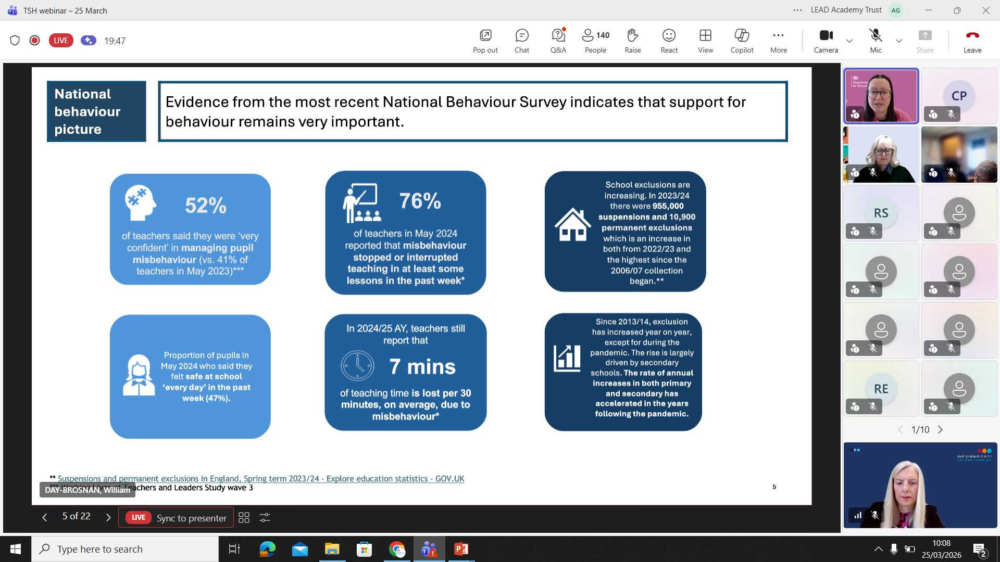 TSH webinar – 25 March
LEAD Academy Trust
AG
LIVE
19:47
Pop out
Chat
Q&A
140
People
Raise
React
View
Copilot
More
Camera
Mic
Share
Leave
National
behaviour
picture
Evidence from the most recent National Behaviour Survey indicates that support for
behaviour remains very important.
52%
of teachers said they were ‘very
confident’ in managing pupil
misbehaviour (vs. 41% of
teachers in May 2023)***
76%
of teachers in May 2024
reported that misbehaviour
stopped or interrupted
teaching in at least some
lessons in the past week*
School exclusions are
increasing. In 2023/24
there were 955,000
suspensions and 10,900
permanent exclusions
which is an increase in
both from 2022/23 and
the highest since the
2006/07 collection
began.**
Proportion of pupils in
May 2024 who said they
felt safe at school
‘every day’ in the past
week (47%).
In 2024/25 AY, teachers still
report that
7 mins
of teaching time is lost per 30
minutes, on average, due to
misbehaviour*
Since 2013/14, exclusion
has increased year on year,
except for during the
pandemic. The rise is largely
driven by secondary
schools. The rate of annual
increases in both primary
and secondary has
accelerated in the years
following the pandemic.
** Suspensions and permanent exclusions in England, Spring term 2023/24 - Explore education statistics - GOV.UK
Teachers and Leaders Study wave 3
DAY-BROSNAN, William
5
5 of 22
LIVE
Sync to presenter
CP
RS
RE
1/10
Type here to search
10:08
25/03/2026
2